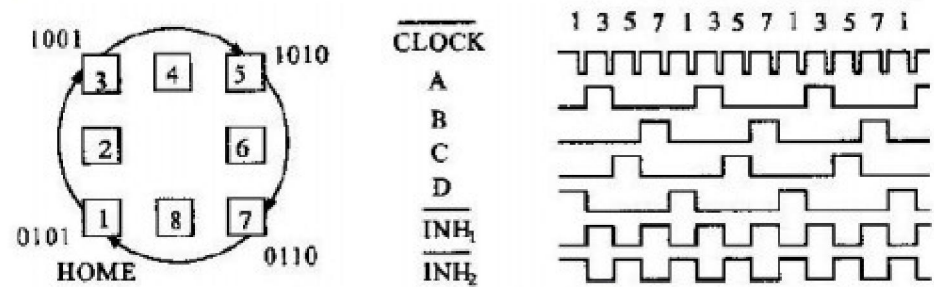 1001
3 4 5
1010
2 6
0101
1 8 7
0110
HOME
CLOCK
A
B
C
D
INH₁
INH₂
1 3 5 7 1 3 5 7 1 3 5 7 1